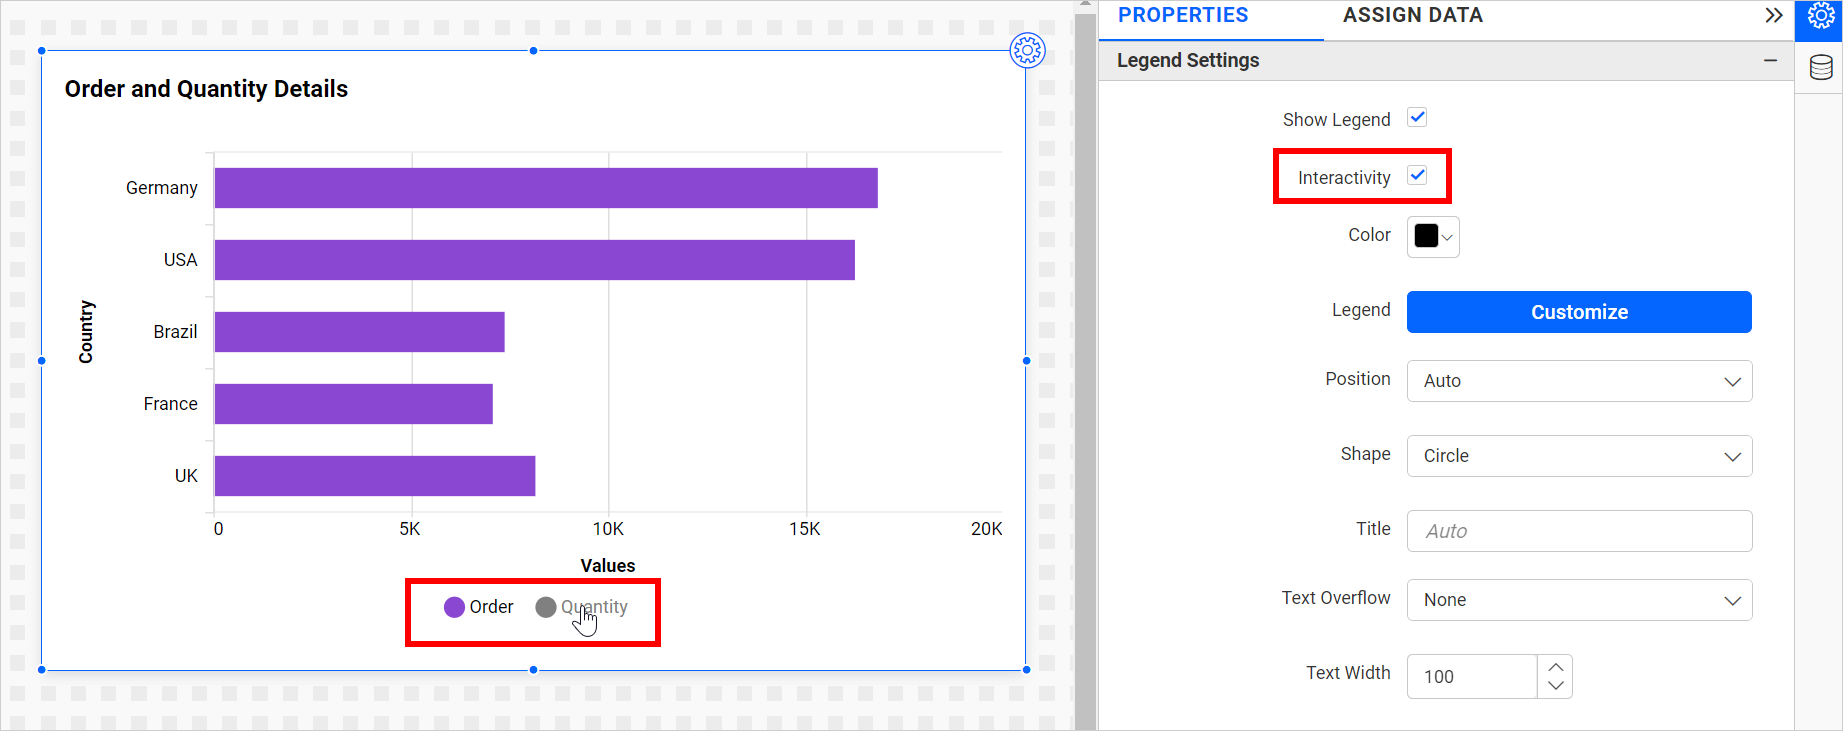 Order and Quantity Details
Country
Germany
USA
Brazil
France
UK
0 5K 10K 15K 20K
Values
Order Quantity
PROPERTIES ASSIGN DATA
Legend Settings
Show Legend
Interactivity
Color
Legend Customize
Position Auto
Shape Circle
Title Auto
Text Overflow None
Text Width 100